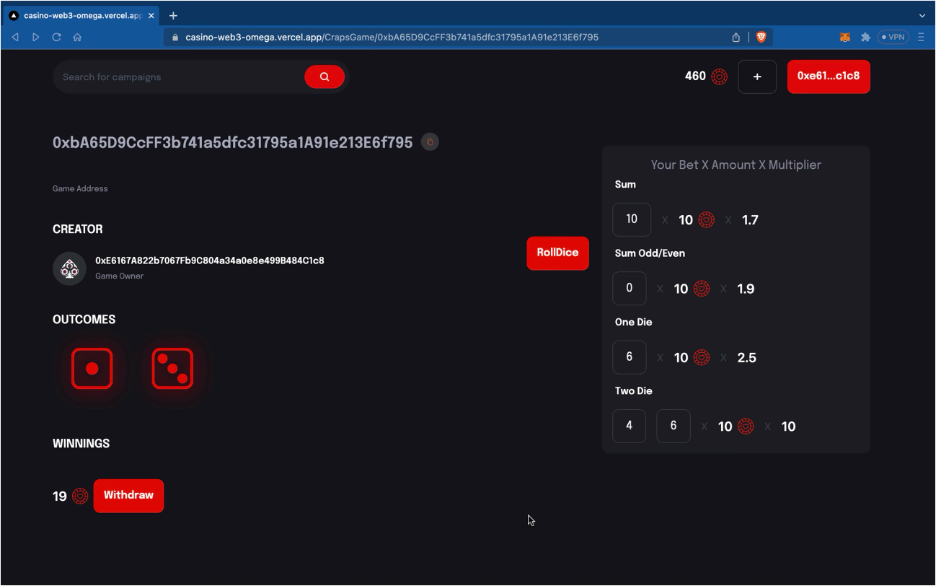 casino-web3-omega.vercel.app
casino-web3-omega.vercel.app/CrapsGame/0xbA65D9CcFF3b741a5dfc31795a1A91e213E6f795
VPN
Search for campaigns
460
+
0xe61...c1c8
0xbA65D9CcFF3b741a5dfc31795a1A91e213E6f795
Game Address
CREATOR
0xE6167A822b7067Fb9C804a34a0e8e499B484C1c8
Game Owner
RollDice
OUTCOMES
WINNINGS
19
Withdraw
Your Bet X Amount X Multiplier
Sum
10 x 10 x 1.7
Sum Odd/Even
0 x 10 x 1.9
One Die
6 x 10 x 2.5
Two Die
4 6 x 10 x 10